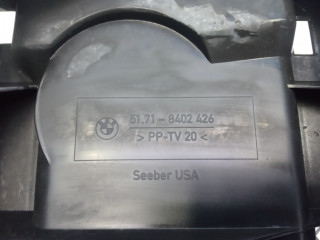 51.71 - 8402 426
> PP-TV 20 <
Seeber USA